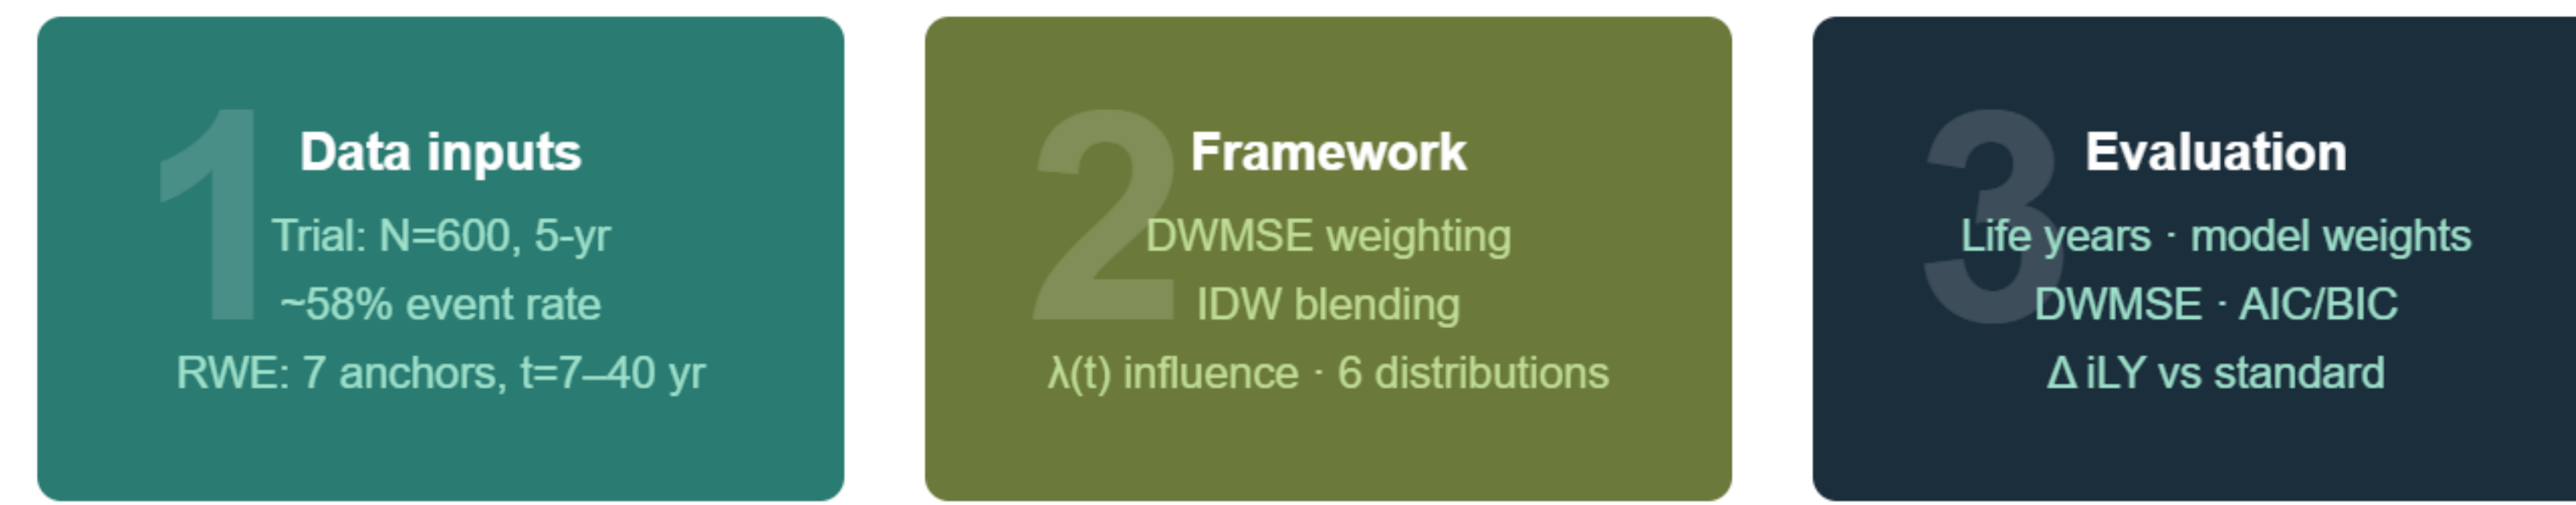 1
Data inputs
Trial: N=600, 5-yr
~58% event rate
RWE: 7 anchors, t=7–40 yr
2
Framework
DWMSE weighting
IDW blending
λ(t) influence · 6 distributions
3
Evaluation
Life years · model weights
DWMSE · AIC/BIC
Δ iLY vs standard